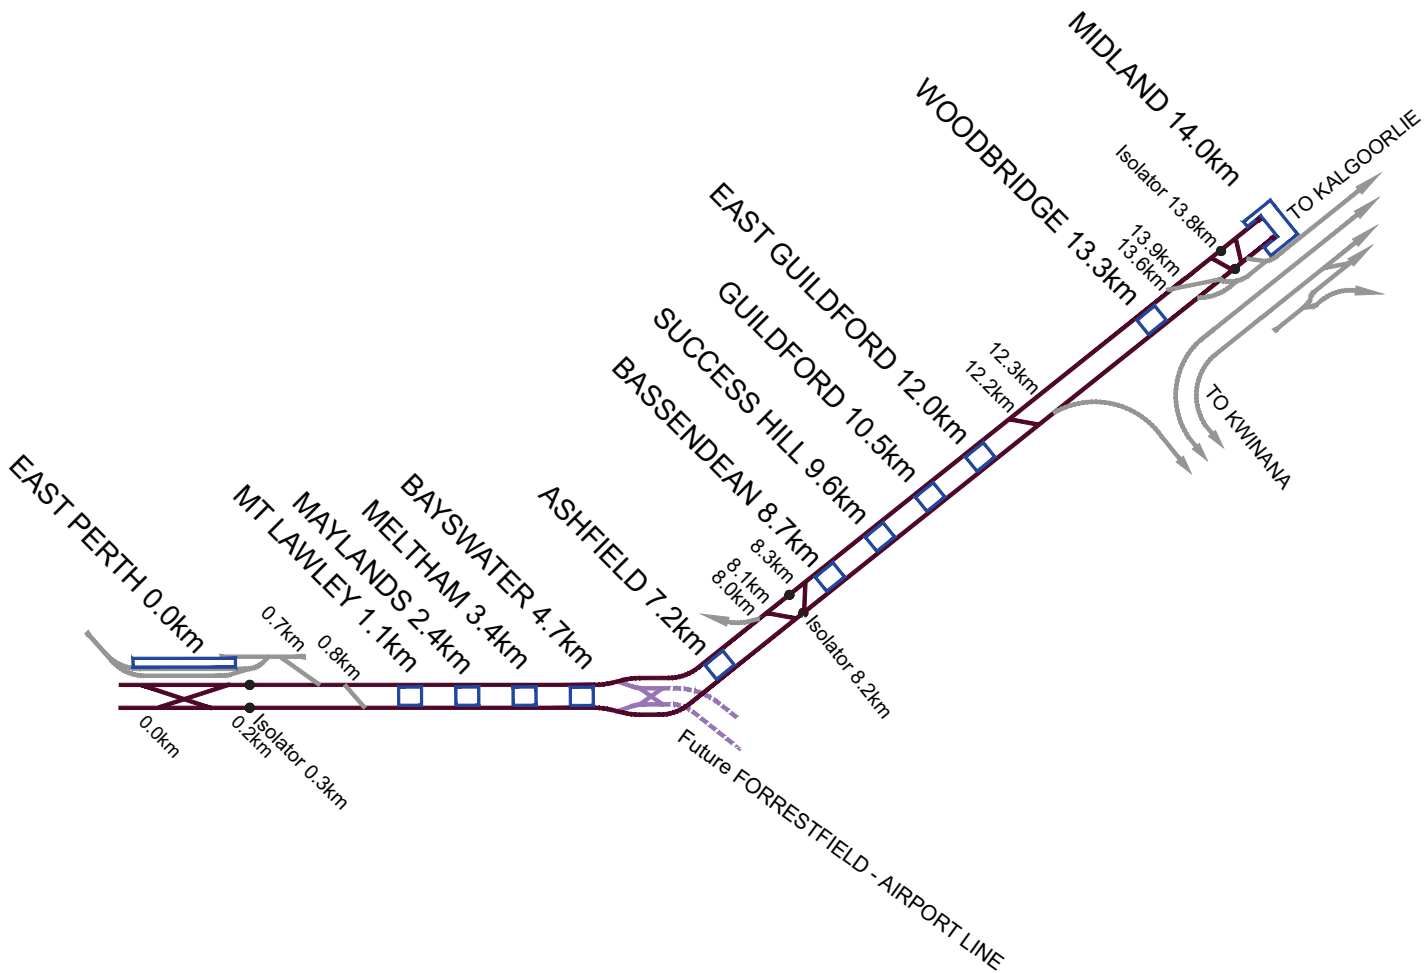 MIDLAND 14.0km
TO KALGOORLIE
WOODBRIDGE 13.3km
Isolator 13.8km
13.9km
13.6km
EAST GUILDFORD 12.0km
12.3km
12.2km
TO KWINANA
GUILDFORD 10.5km
SUCCESS HILL 9.6km
BASSENDEAN 8.7km
8.3km
8.1km
8.0km
Isolator 8.2km
ASHFIELD 7.2km
BAYSWATER 4.7km
MELTHAM 3.4km
MAYLANDS 2.4km
MT LAWLEY 1.1km
EAST PERTH 0.0km
0.7km
0.8km
0.0km
0.2km
Isolator 0.3km
Future FORRESTFIELD - AIRPORT LINE